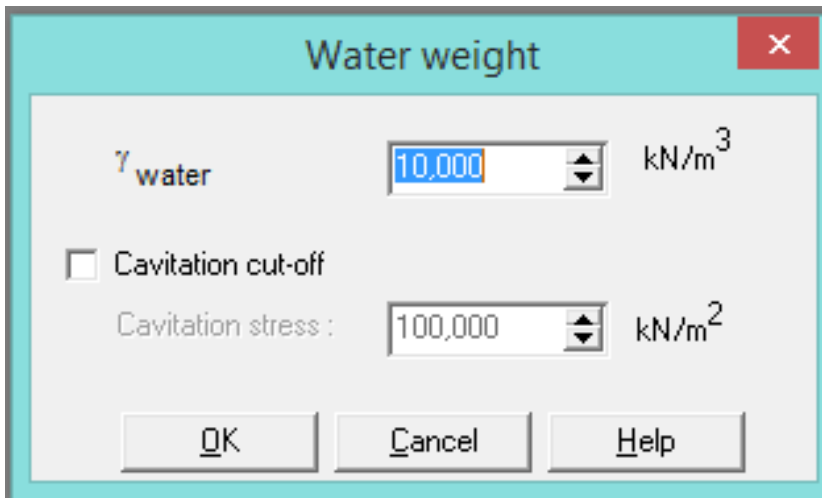 Water weight
γ water 10,000 kN/m³
Cavitation cut-off
Cavitation stress : 100,000 kN/m²
OK Cancel Help